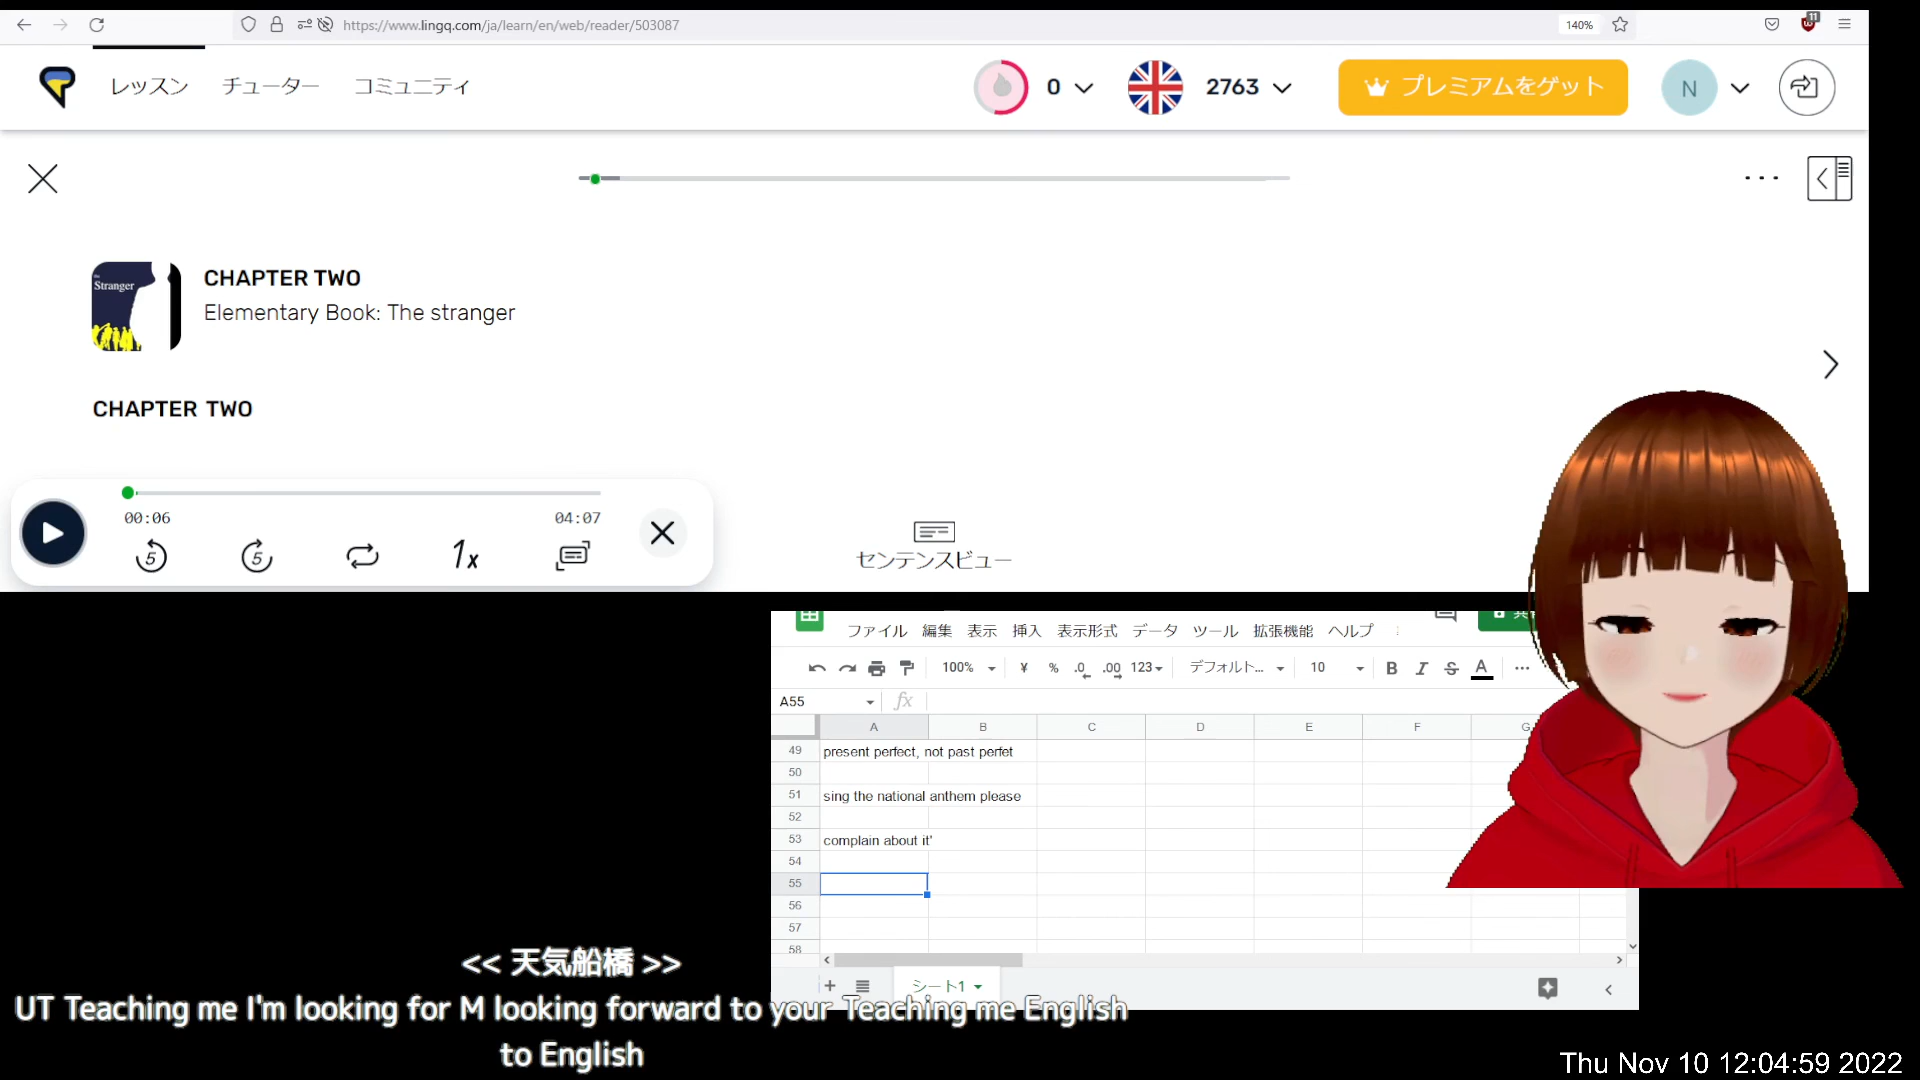 https://www.lingq.com/ja/learn/en/web/reader/503087
140%
11
レッスン
チューター
コミュニティ
0
2763
プレミアムをゲット
N
Stranger
CHAPTER TWO
Elementary Book: The stranger
CHAPTER TWO
00:06
04:07
5
5
1x
センテンスビュー
ファイル 編集 表示 挿入 表示形式 データ ツール 拡張機能 ヘルプ
100% ¥ % .0 .00 123 デフォルト... 10 B I S A
A55
fx
A B C D E F G
49 present perfect, not past perfet
50
51 sing the national anthem please
52
53 complain about it'
54
55
56
57
58
シート1
<< 天気船橋 >>
UT Teaching me I'm looking for M looking forward to your Teaching me English
to English
Thu Nov 10 12:04:59 2022